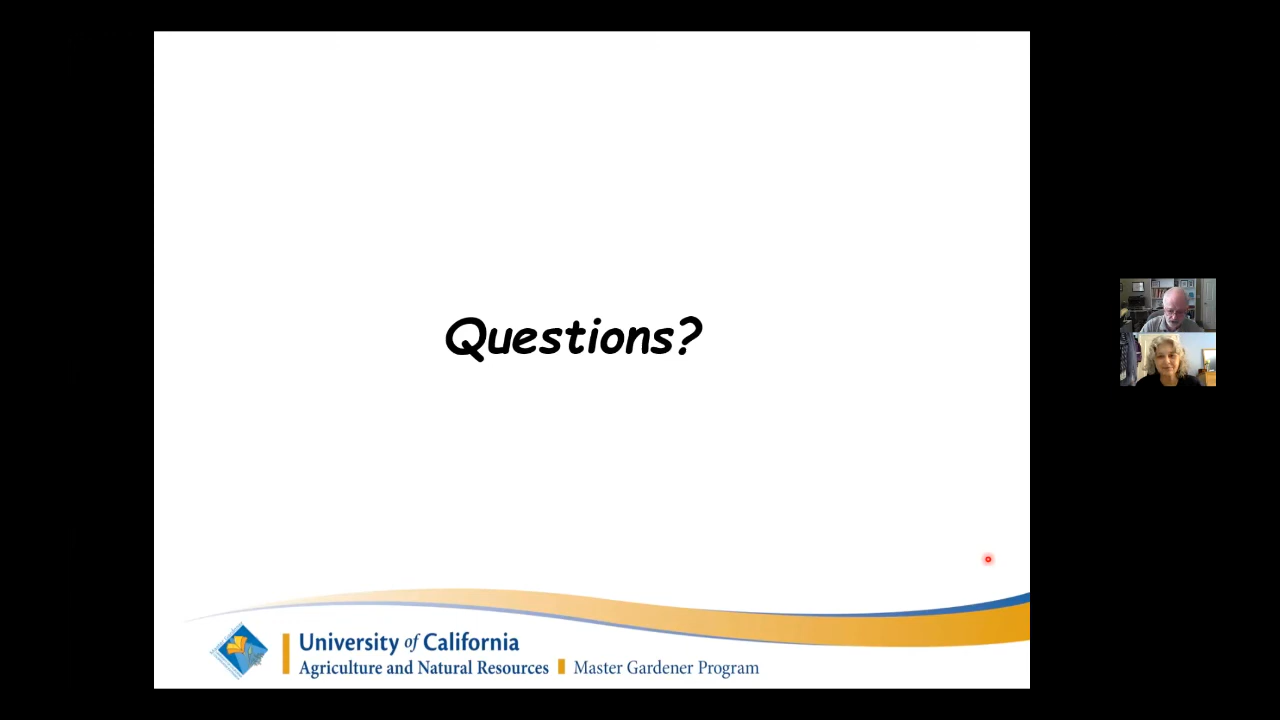 Questions?
University of California
Agriculture and Natural Resources Master Gardener Program